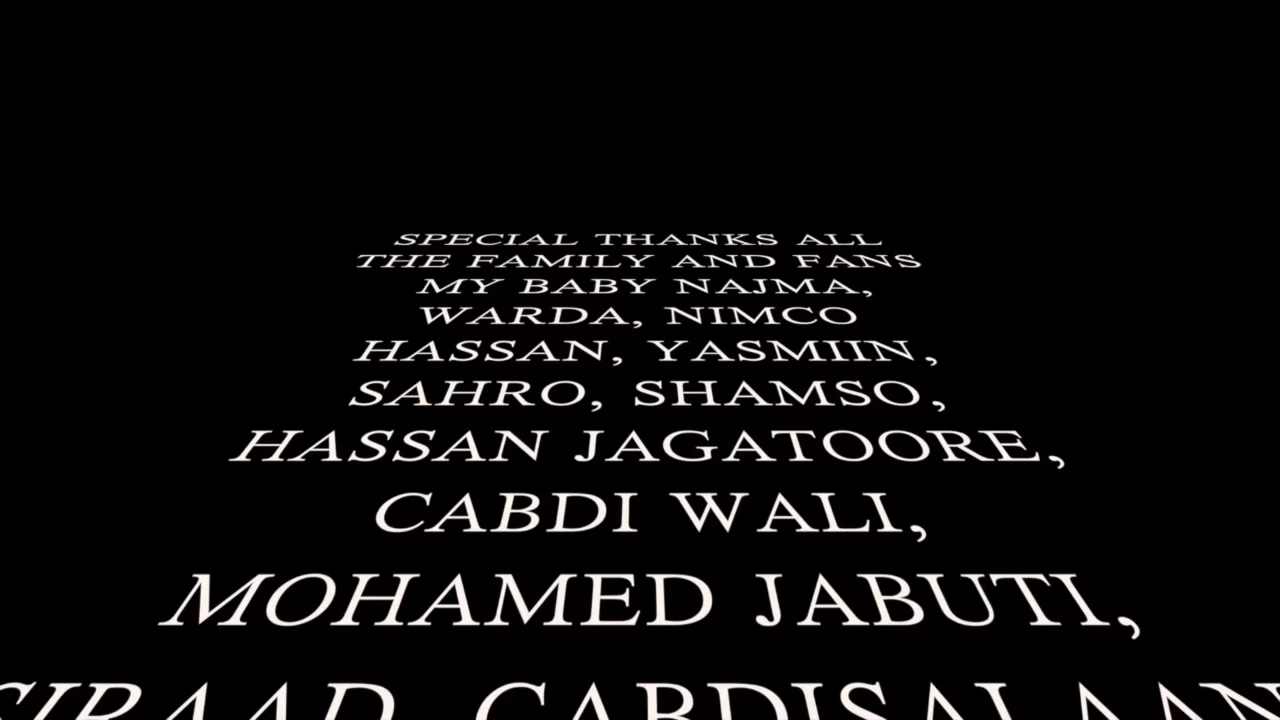 SPECIAL THANKS ALL
THE FAMILY AND FANS
MY BABY NAJMA,
WARDA, NIMCO
HASSAN, YASMIIN,
SAHRO, SHAMSO,
HASSAN JAGATOORE,
CABDI WALI,
MOHAMED JABUTI,
CABDISALAAN